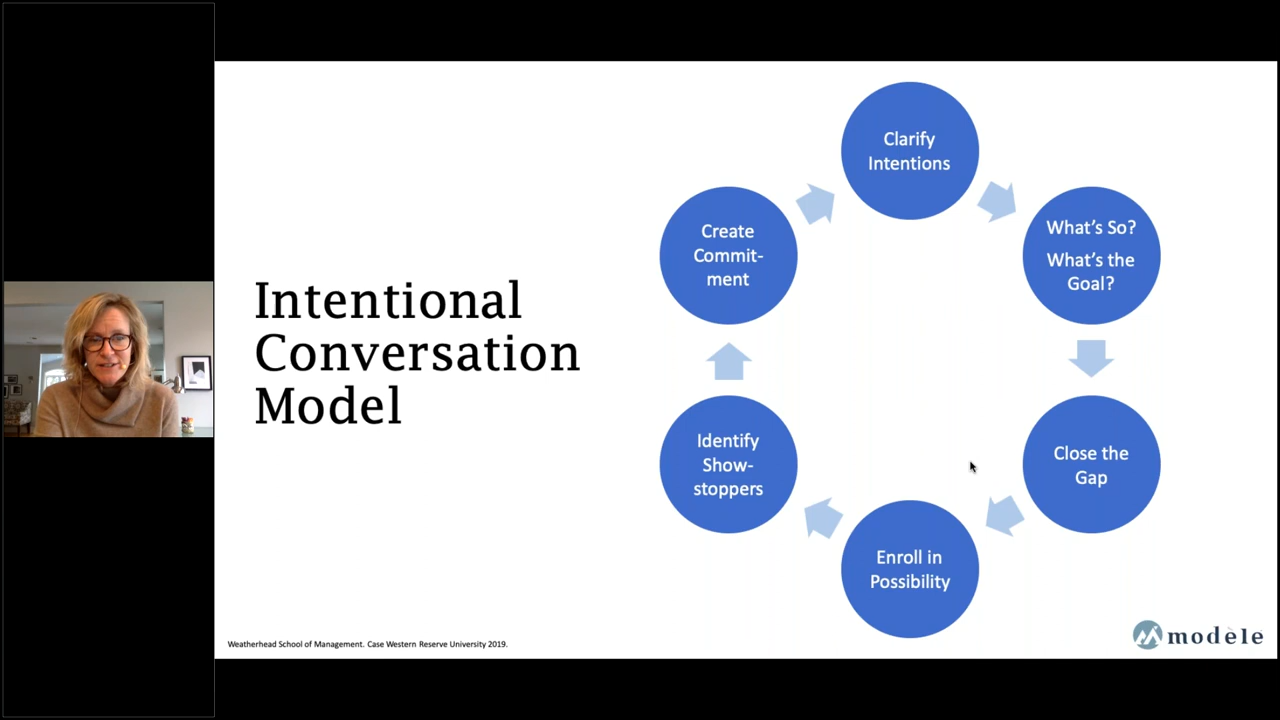 Intentional
Conversation
Model
Clarify
Intentions
What's So?
What's the
Goal?
Close the
Gap
Enroll in
Possibility
Identify
Show-
stoppers
Create
Commit-
ment
Weatherhead School of Management. Case Western Reserve University 2019.
modèle